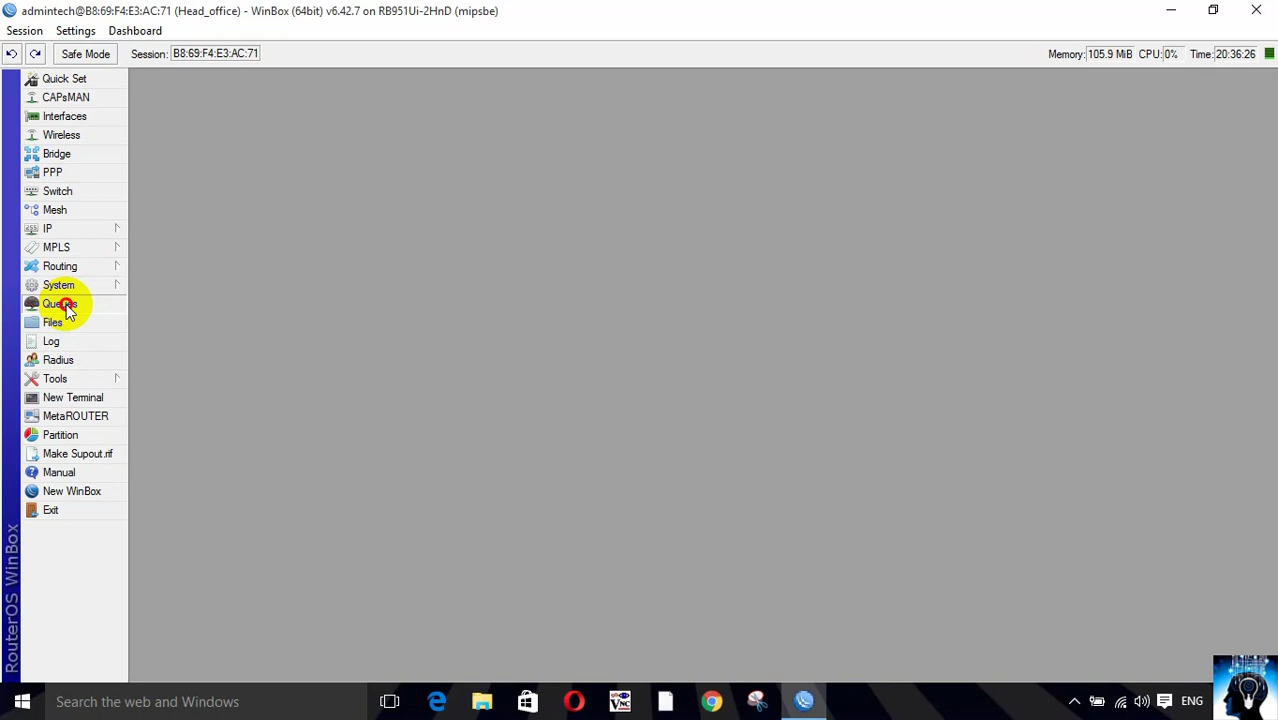 admintech@B8:69:F4:E3:AC:71 (Head_office) - WinBox (64bit) v6.42.7 on RB951Ui-2HnD (mipsbe)
Session Settings Dashboard
Safe Mode Session: B8:69:F4:E3:AC:71 Memory: 105.9 MiB CPU: 0% Time: 20:36:26
Quick Set
CAPsMAN
Interfaces
Wireless
Bridge
PPP
Switch
Mesh
IP
MPLS
Routing
System
Queues
Files
Log
Radius
Tools
New Terminal
MetaROUTER
Partition
Make Supout.rif
Manual
New WinBox
Exit
RouterOS WinBox
Search the web and Windows
VNC
ENG